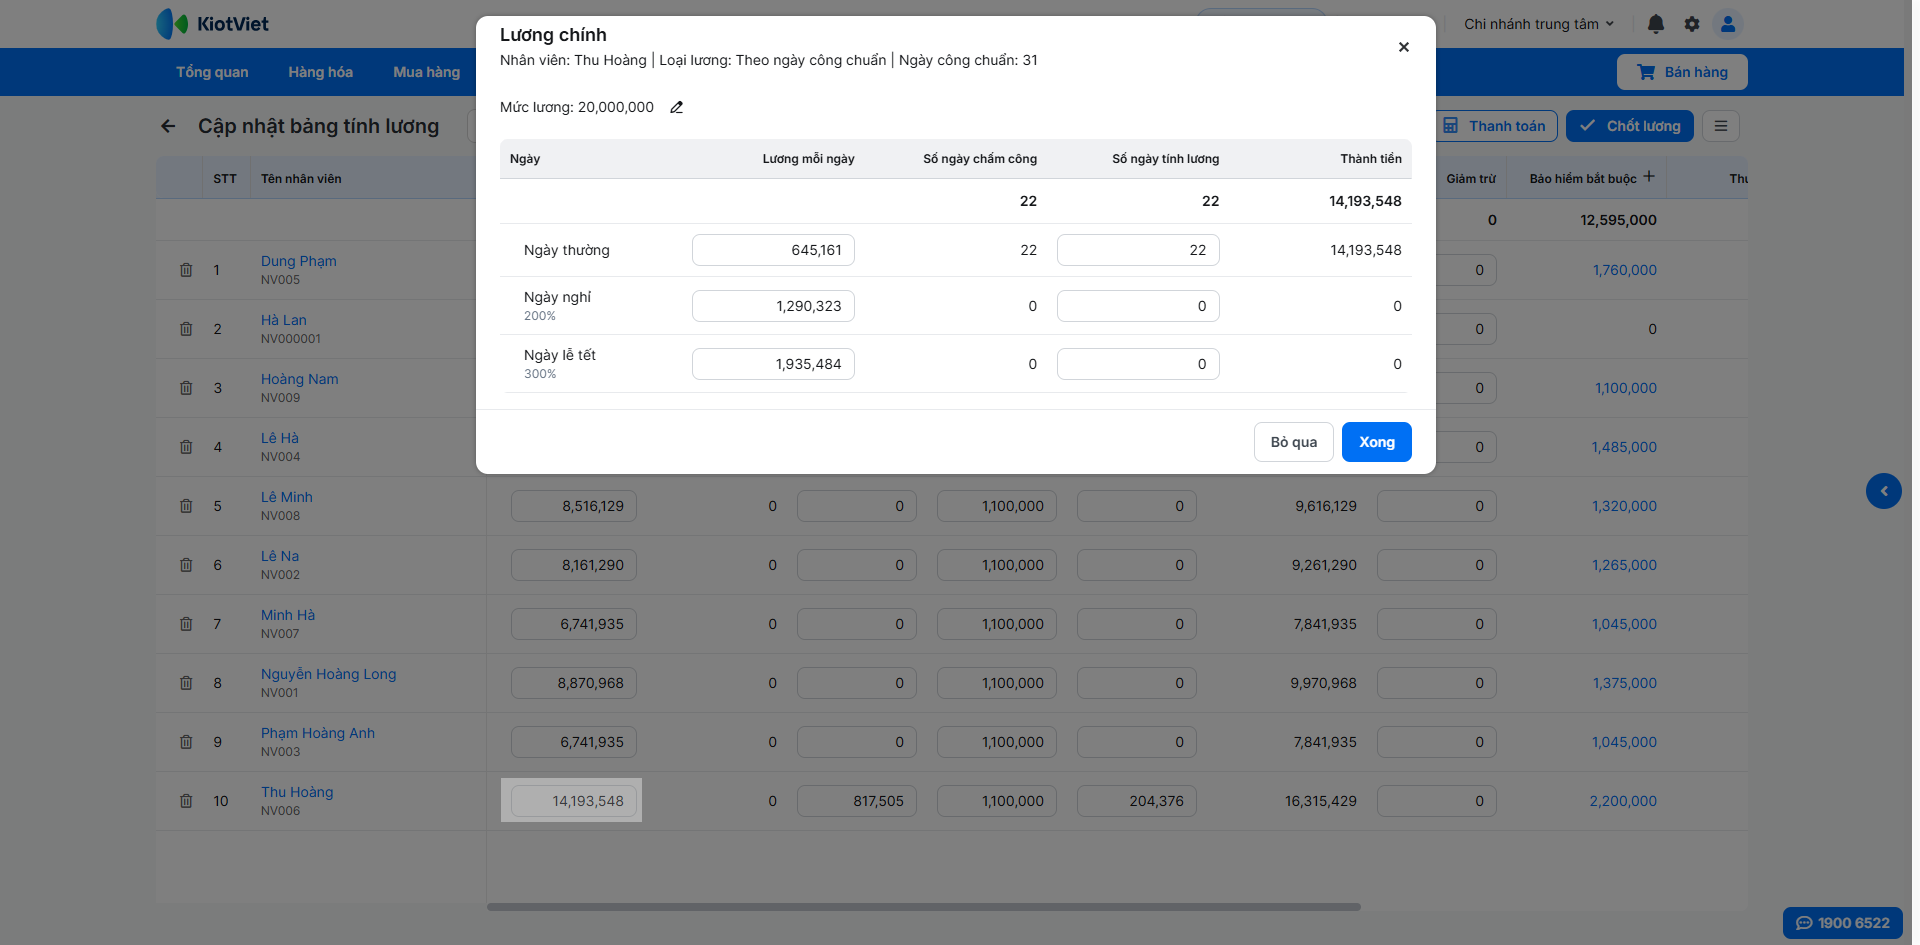 KiotViet
Chi nhánh trung tâm
Tổng quan
Hàng hóa
Mua hàng
Bán hàng
Lương chính
Nhân viên: Thu Hoàng | Loại lương: Theo ngày công chuẩn | Ngày công chuẩn: 31
Mức lương: 20,000,000
Ngày Lương mỗi ngày Số ngày chấm công Số ngày tính lương Thành tiền
22 22 14,193,548
Ngày thường 645,161 22 22 14,193,548
Ngày nghỉ 1,290,323 0 0 0
200%
Ngày lễ tết 1,935,484 0 0 0
300%
Bỏ qua Xong
Cập nhật bảng tính lương
Thanh toán
Chốt lương
STT Tên nhân viên Giảm trừ Bảo hiểm bắt buộc
0 12,595,000
1 Dung Phạm 0 1,760,000
NV005
2 Hà Lan 0 0
NV000001
3 Hoàng Nam 0 1,100,000
NV009
4 Lê Hà 0 1,485,000
NV004
5 Lê Minh 8,516,129 0 0 1,100,000 0 9,616,129 0 1,320,000
NV008
6 Lê Na 8,161,290 0 0 1,100,000 0 9,261,290 0 1,265,000
NV002
7 Minh Hà 6,741,935 0 0 1,100,000 0 7,841,935 0 1,045,000
NV007
8 Nguyễn Hoàng Long 8,870,968 0 0 1,100,000 0 9,970,968 0 1,375,000
NV001
9 Phạm Hoàng Anh 6,741,935 0 0 1,100,000 0 7,841,935 0 1,045,000
NV003
10 Thu Hoàng 14,193,548 0 817,505 1,100,000 204,376 16,315,429 0 2,200,000
NV006
1900 6522